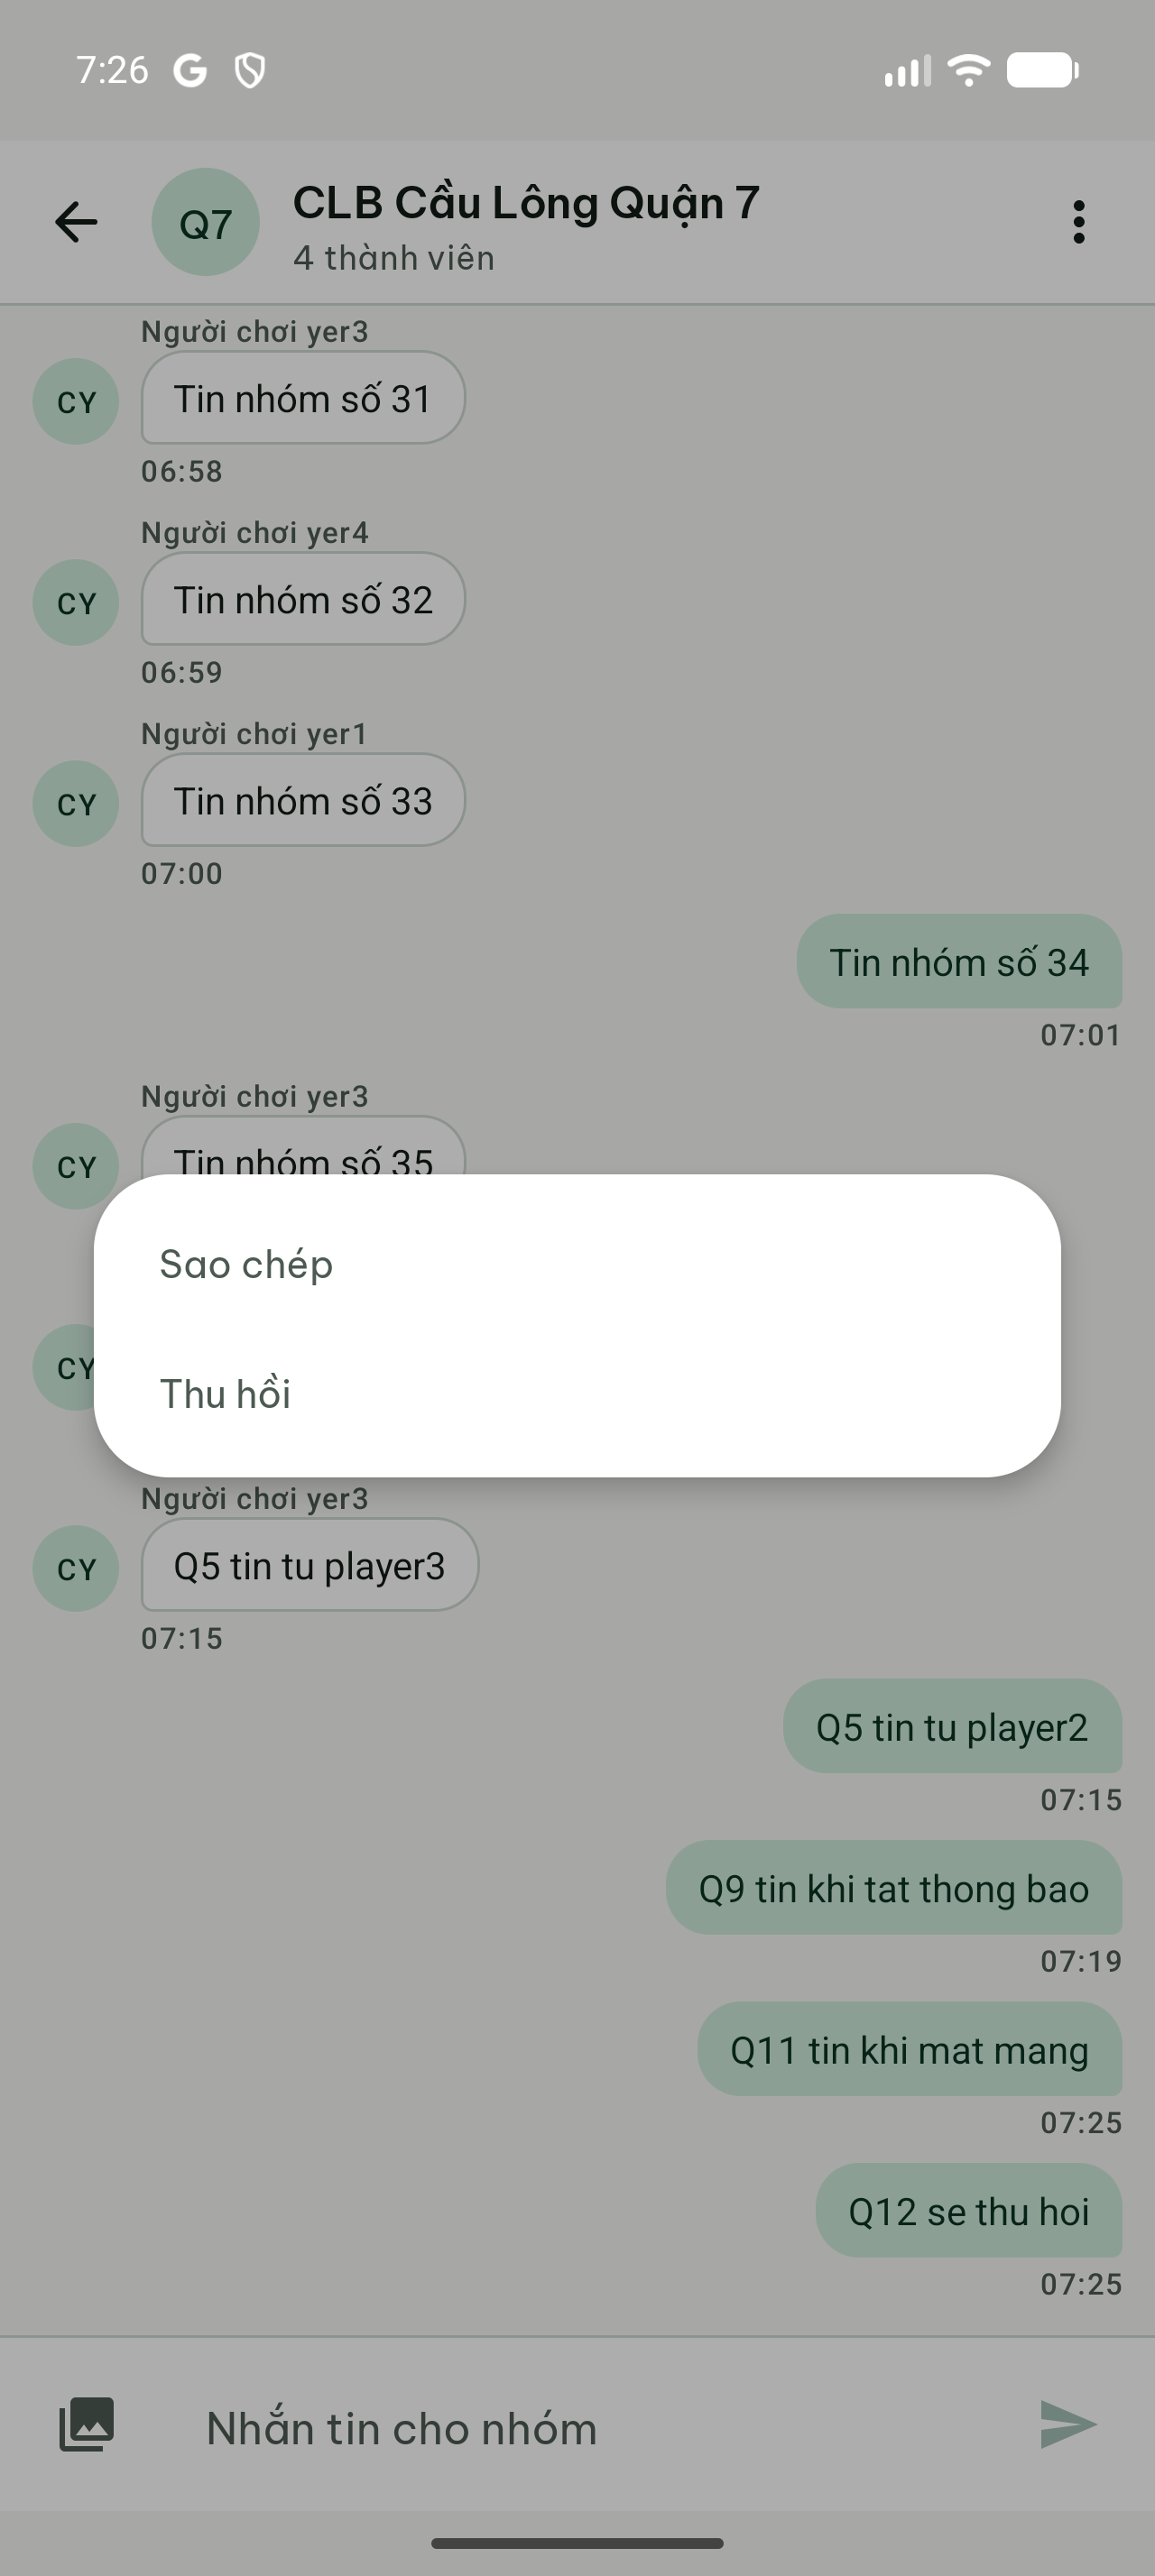 7:26
Q7
CLB Cầu Lông Quận 7
4 thành viên
Người chơi yer3
CY
Tin nhóm số 31
06:58
Người chơi yer4
CY
Tin nhóm số 32
06:59
Người chơi yer1
CY
Tin nhóm số 33
07:00
Tin nhóm số 34
07:01
Người chơi yer3
CY
Tin nhóm số 35
Sao chép
CY
Thu hồi
Người chơi yer3
CY
Q5 tin tu player3
07:15
Q5 tin tu player2
07:15
Q9 tin khi tat thong bao
07:19
Q11 tin khi mat mang
07:25
Q12 se thu hoi
07:25
Nhắn tin cho nhóm